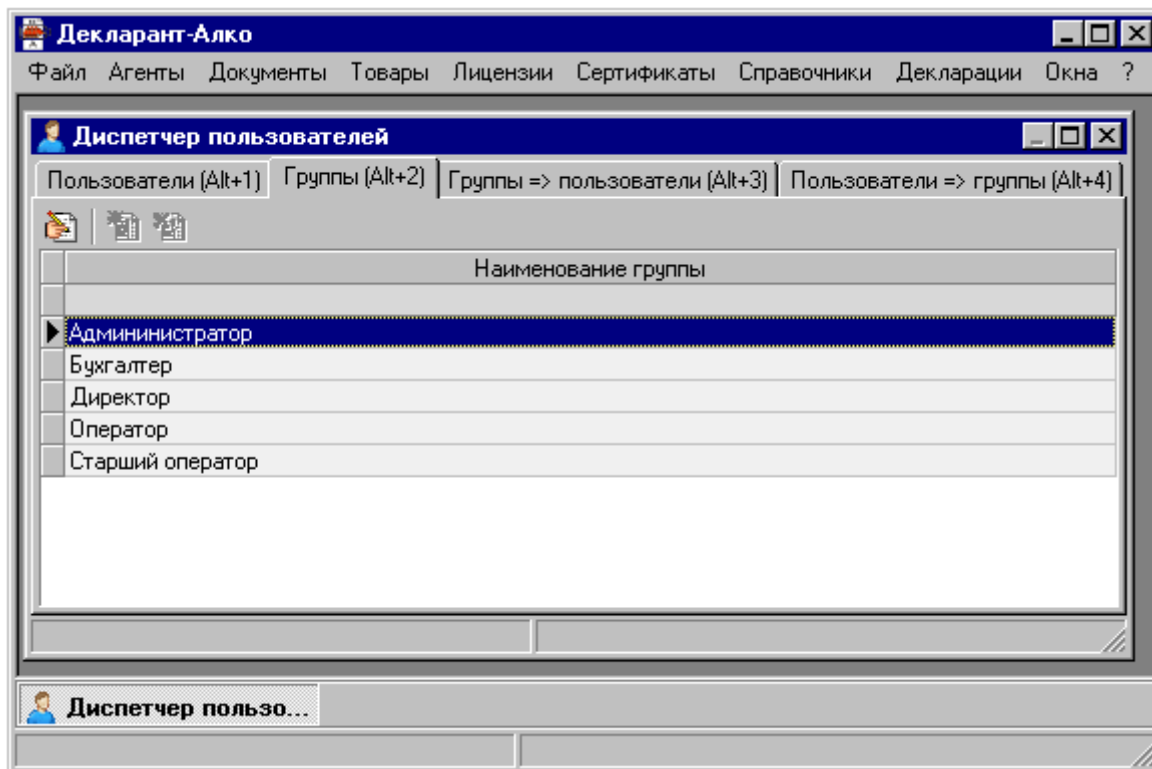 Декларант-Алко
Файл Агенты Документы Товары Лицензии Сертификаты Справочники Декларации Окна ?
Диспетчер пользователей
Пользователи (Alt+1) Группы (Alt+2) Группы => пользователи (Alt+3) Пользователи => группы (Alt+4)
Наименование группы
Админинистратор
Бухгалтер
Директор
Оператор
Старший оператор
Диспетчер пользо...